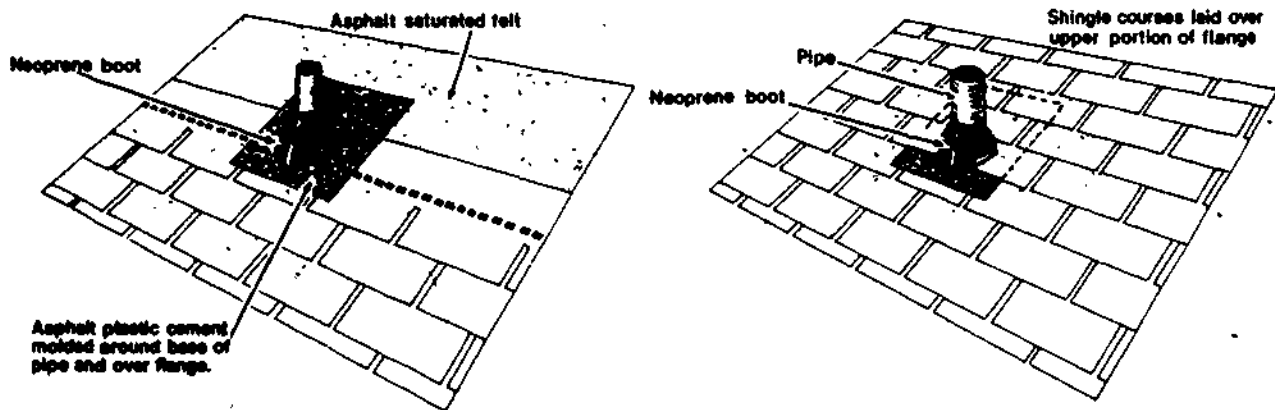 Asphalt saturated felt
Neoprene boot
Asphalt plastic cement
molded around base of
pipe and over flange.
Shingle courses laid over
upper portion of flange
Pipe
Neoprene boot